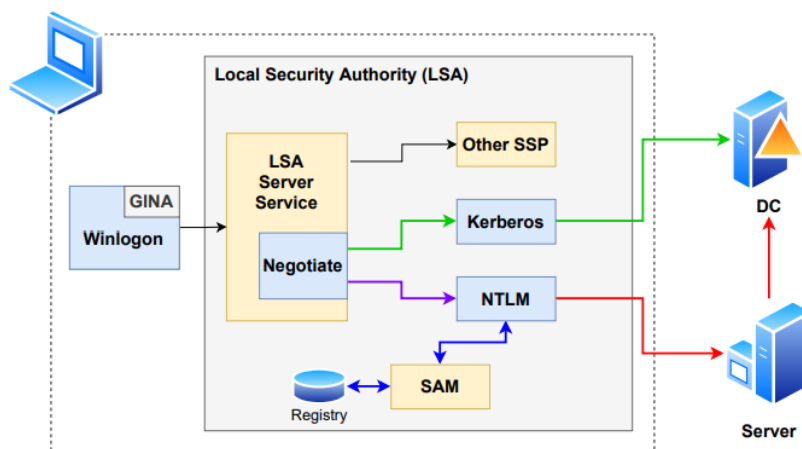 Local Security Authority (LSA)
LSA
Server
Service
Other SSP
GINA
Winlogon
Negotiate
Kerberos
NTLM
DC
SAM
Registry
Server